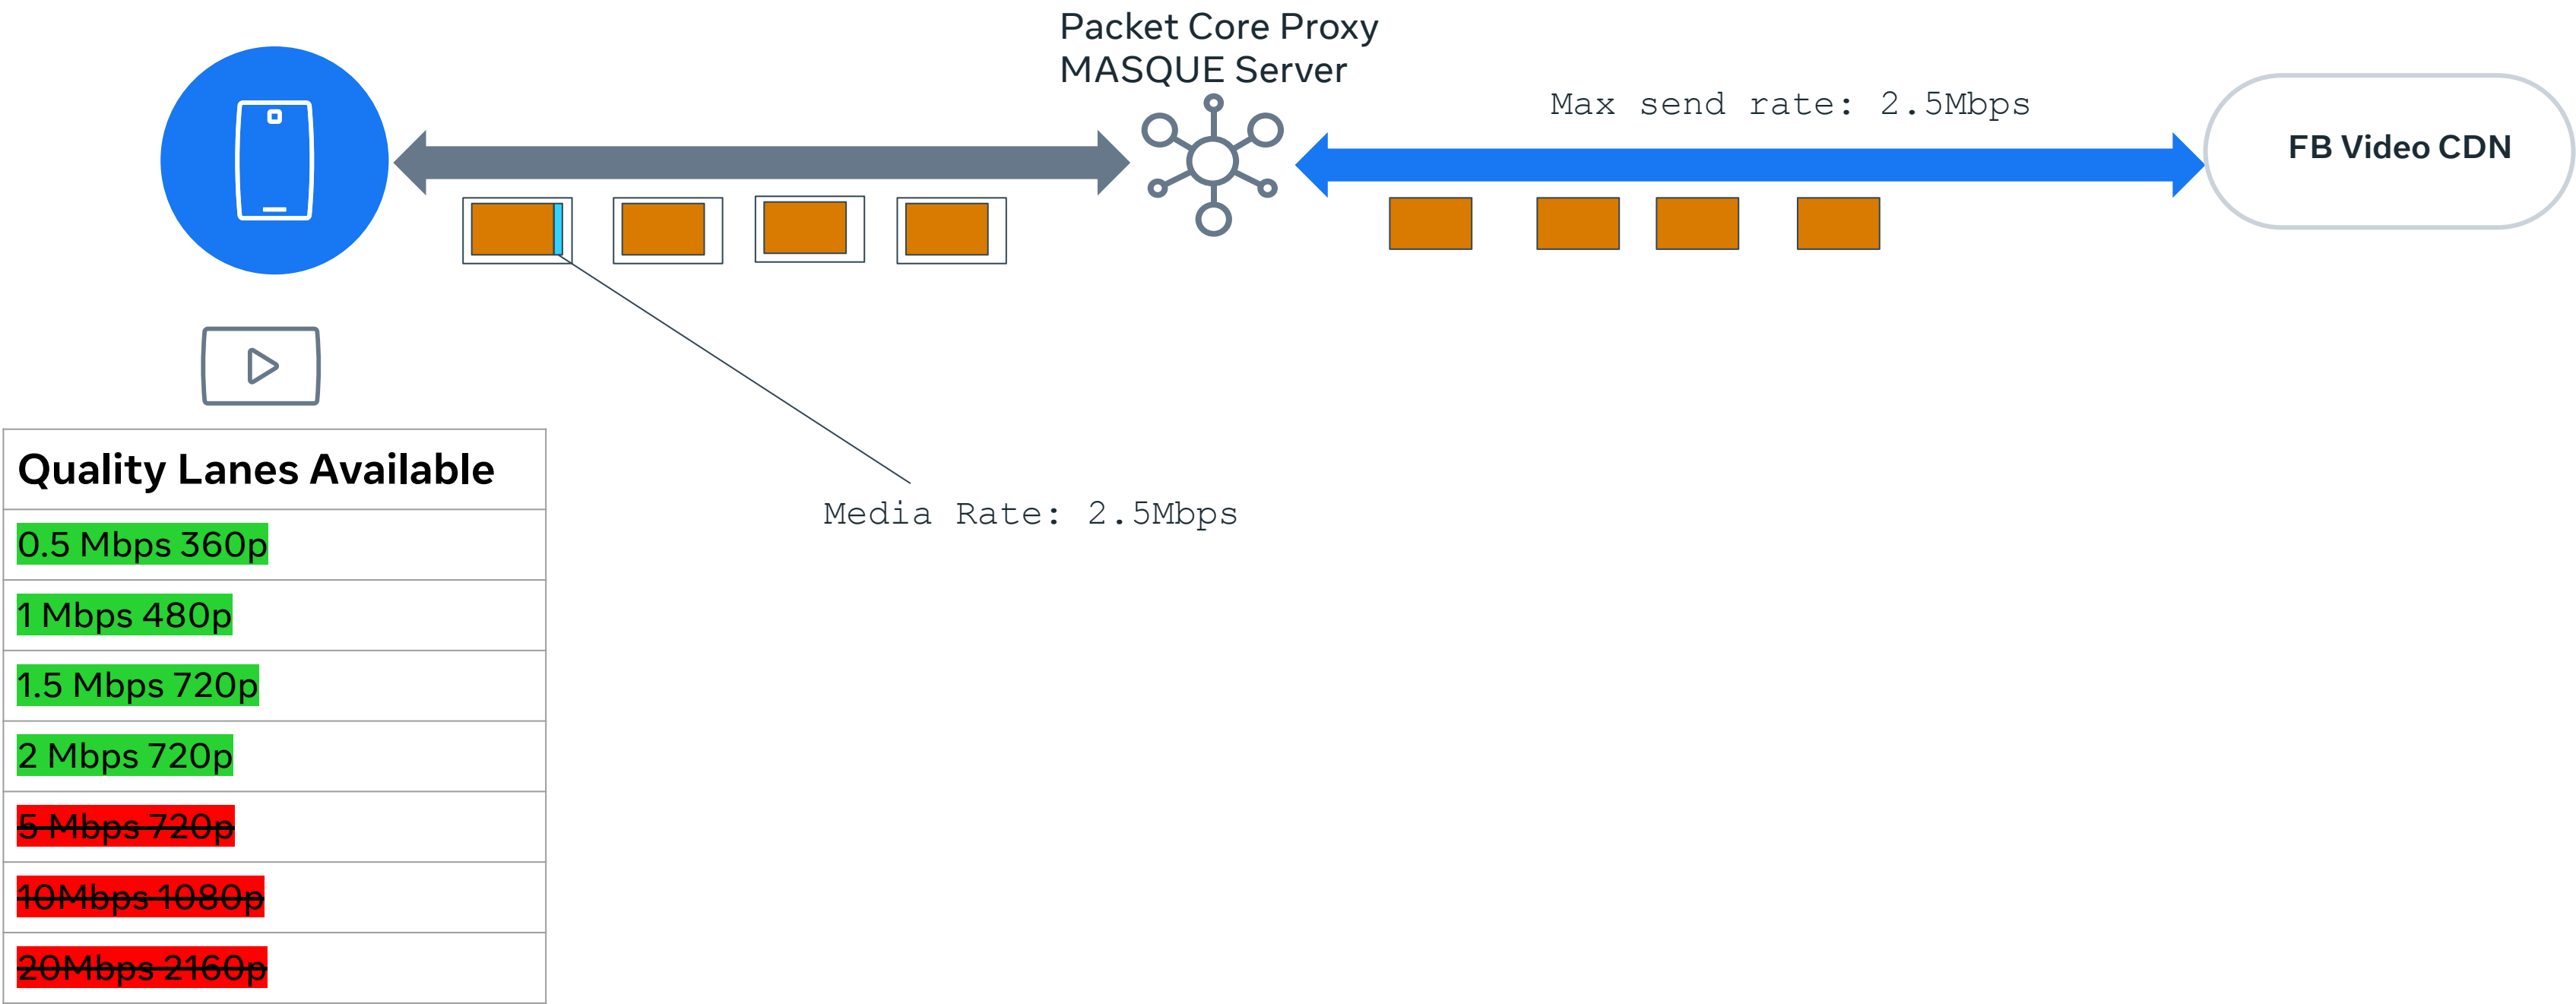 Packet Core Proxy
MASQUE Server
Max send rate: 2.5Mbps
FB Video CDN
Media Rate: 2.5Mbps
Quality Lanes Available
0.5 Mbps 360p
1 Mbps 480p
1.5 Mbps 720p
2 Mbps 720p
5 Mbps 720p
10Mbps 1080p
20Mbps 2160p